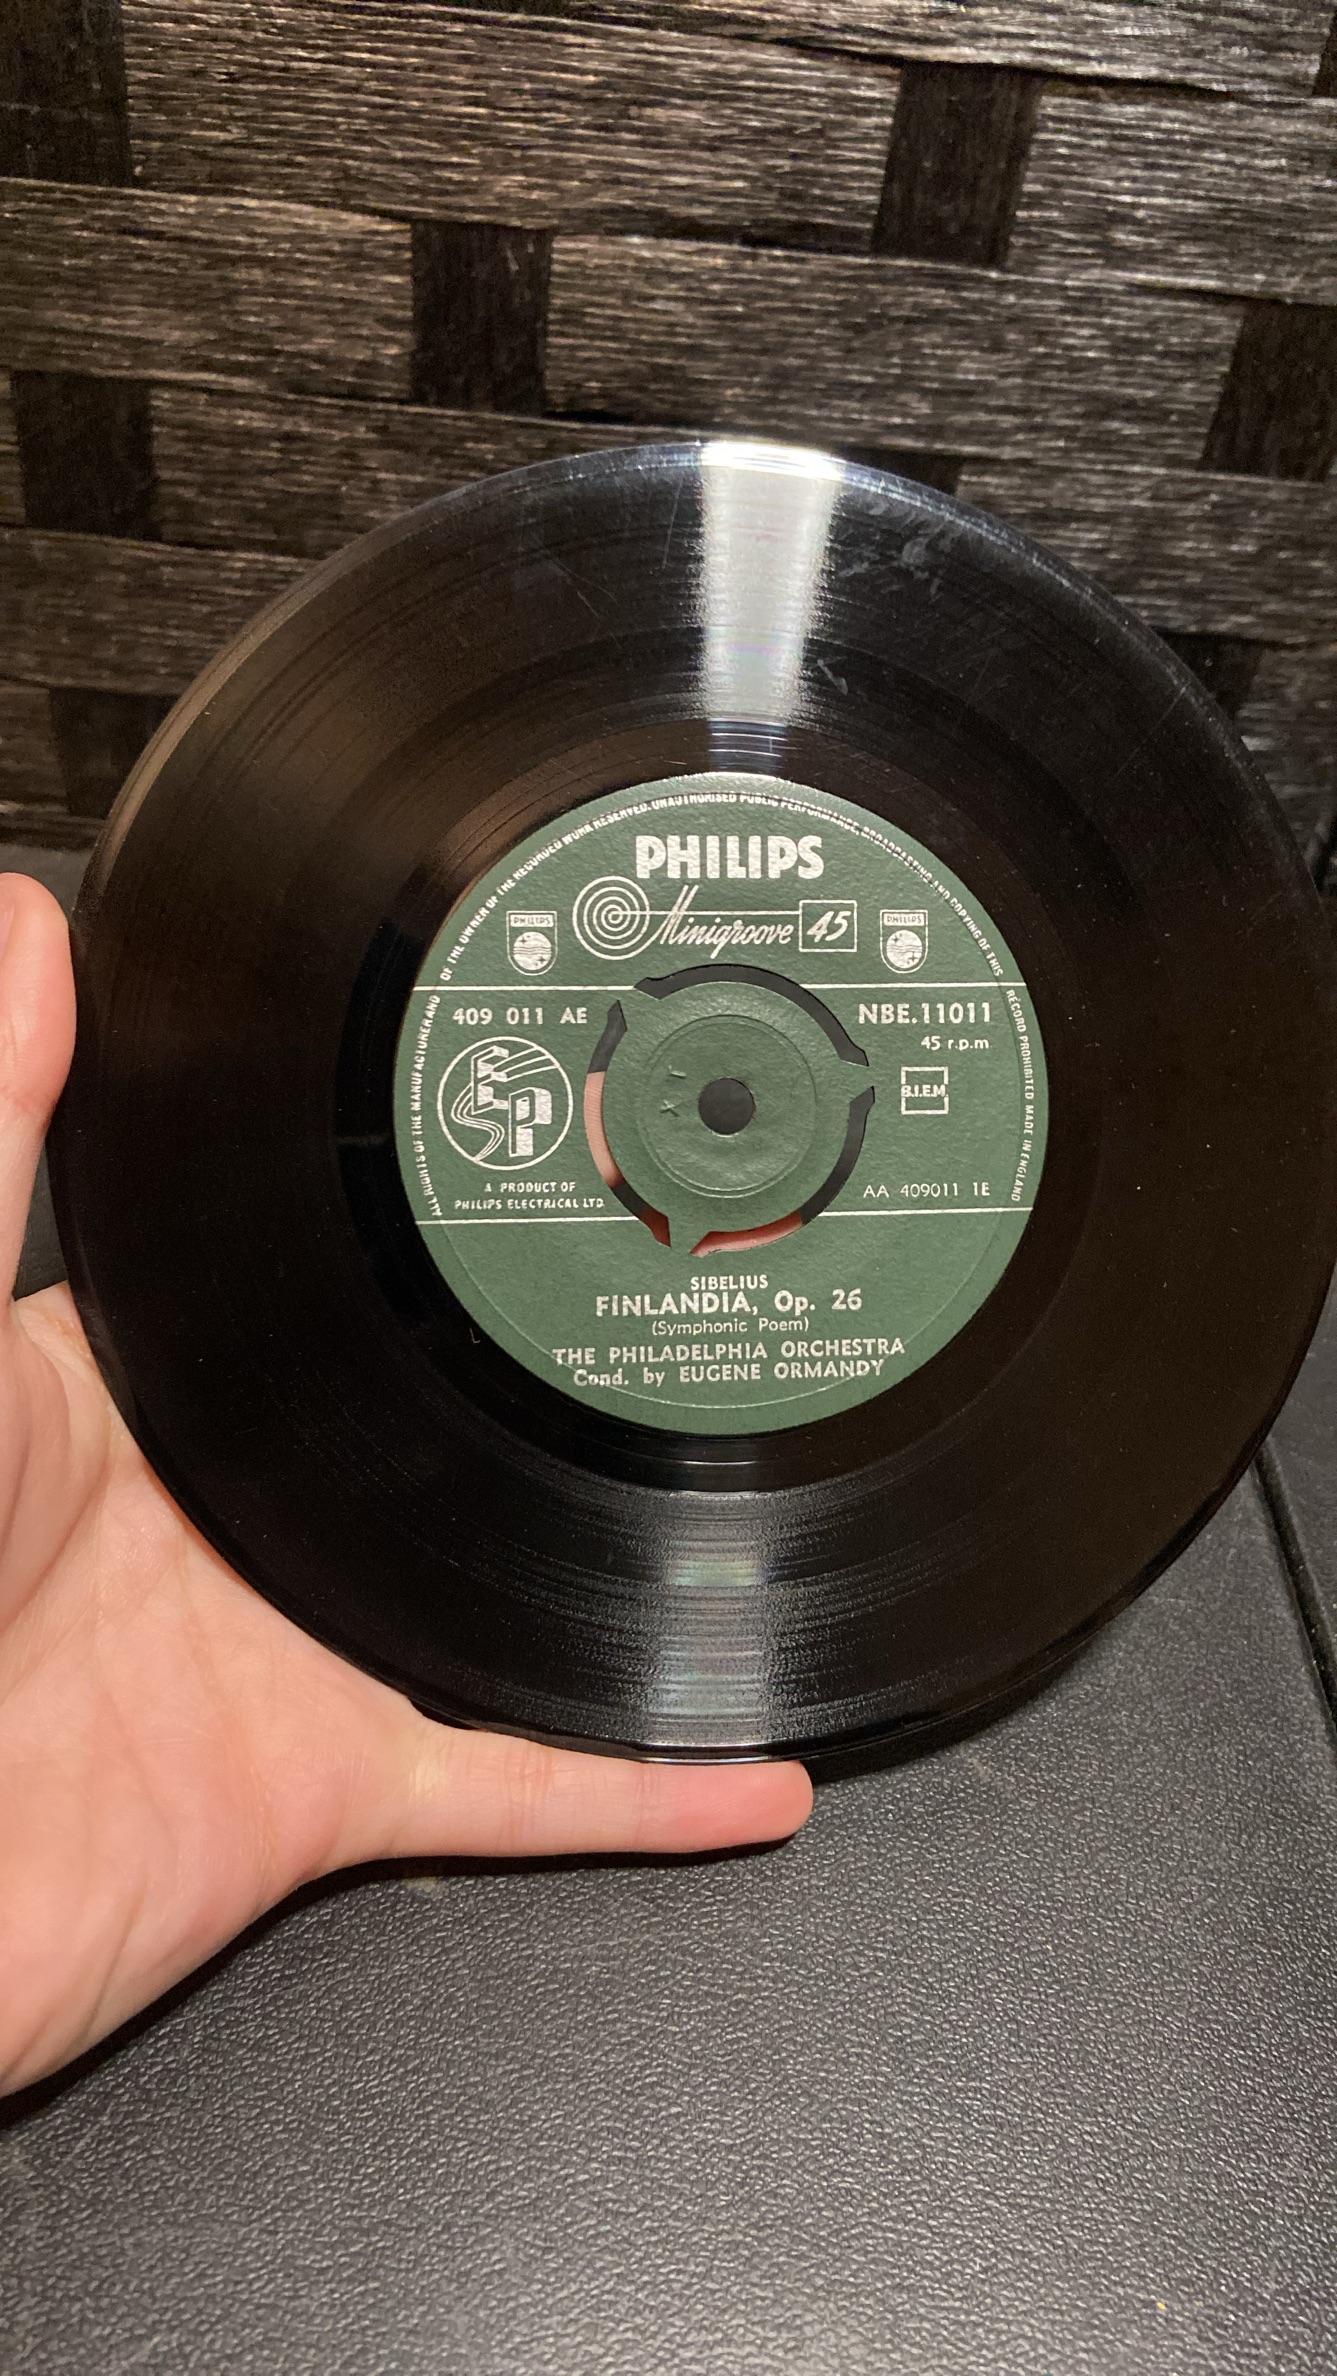 ALL RIGHTS OF THE MANUFACTURER AND OF THE OWNER OF THE RECORDED WORK RESERVED. UNAUTHORISED PUBLIC PERFORMANCE, BROADCASTING AND COPYING OF THIS RECORD PROHIBITED MADE IN ENGLAND
PHILIPS
Minigroove 45
PHILIPS
PHILIPS
409 011 AE
NBE.11011
45 r.p.m.
EP
B.I.E.M.
A PRODUCT OF
PHILIPS ELECTRICAL LTD.
AA 409011 1E
SIBELIUS
FINLANDIA, Op. 26
(Symphonic Poem)
THE PHILADELPHIA ORCHESTRA
Cond. by EUGENE ORMANDY